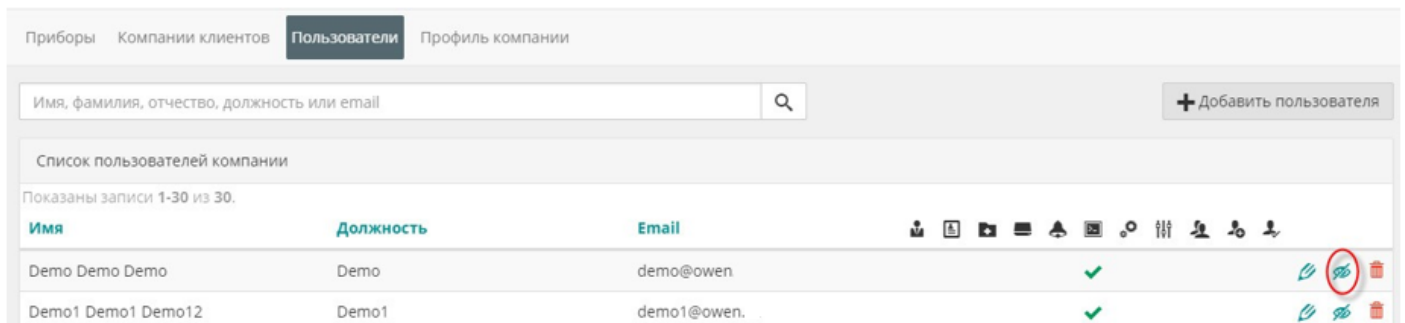 Приборы Компании клиентов Пользователи Профиль компании
Имя, фамилия, отчество, должность или email
Добавить пользователя
Список пользователей компании
Показаны записи 1-30 из 30.
Имя Должность Email
Demo Demo Demo Demo demo@owen
Demo1 Demo1 Demo12 Demo1 demo1@owen.